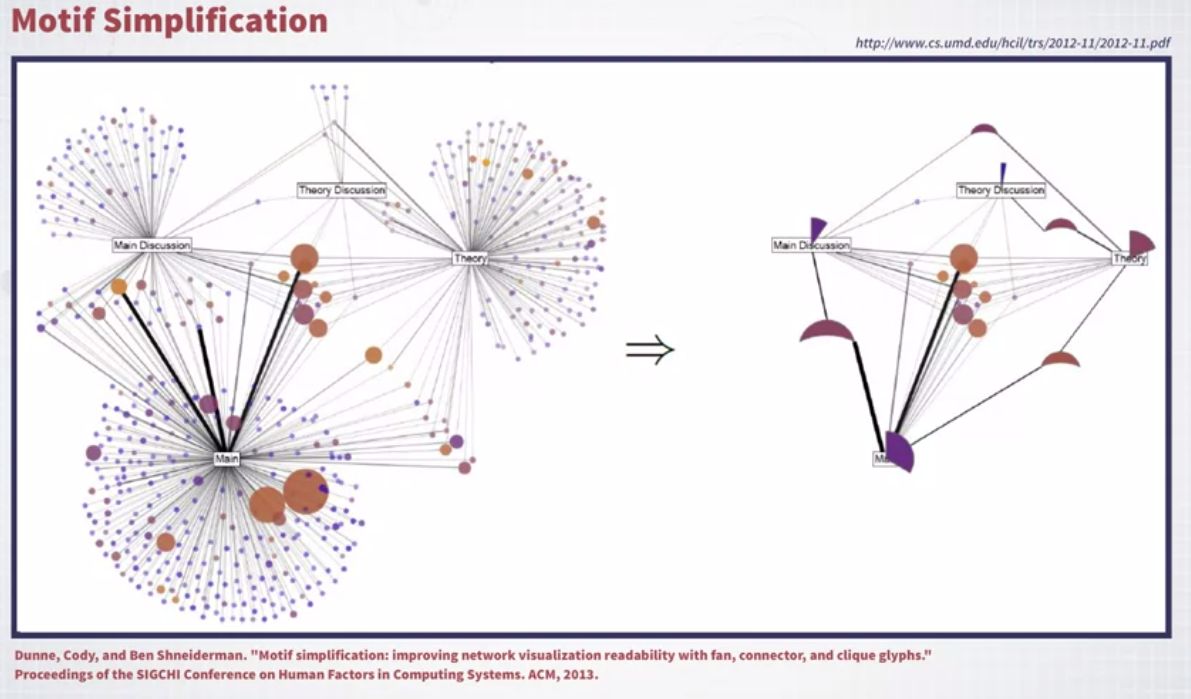 Motif Simplification
http://www.cs.umd.edu/hcil/trs/2012-11/2012-11.pdf
Theory Discussion
Main Discussion
Theory
Main
Theory Discussion
Main Discussion
Theory
Ma
Dunne, Cody, and Ben Shneiderman. "Motif simplification: improving network visualization readability with fan, connector, and clique glyphs."
Proceedings of the SIGCHI Conference on Human Factors in Computing Systems. ACM, 2013.